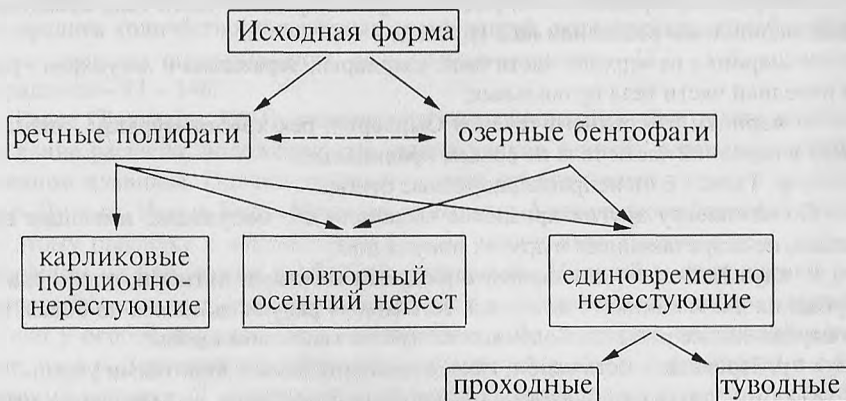 Исходная форма
речные полифаги
озерные бентофаги
карликовые
порционно-
нерестующие
повторный
осенний нерест
единовременно
нерестующие
проходные
туводные